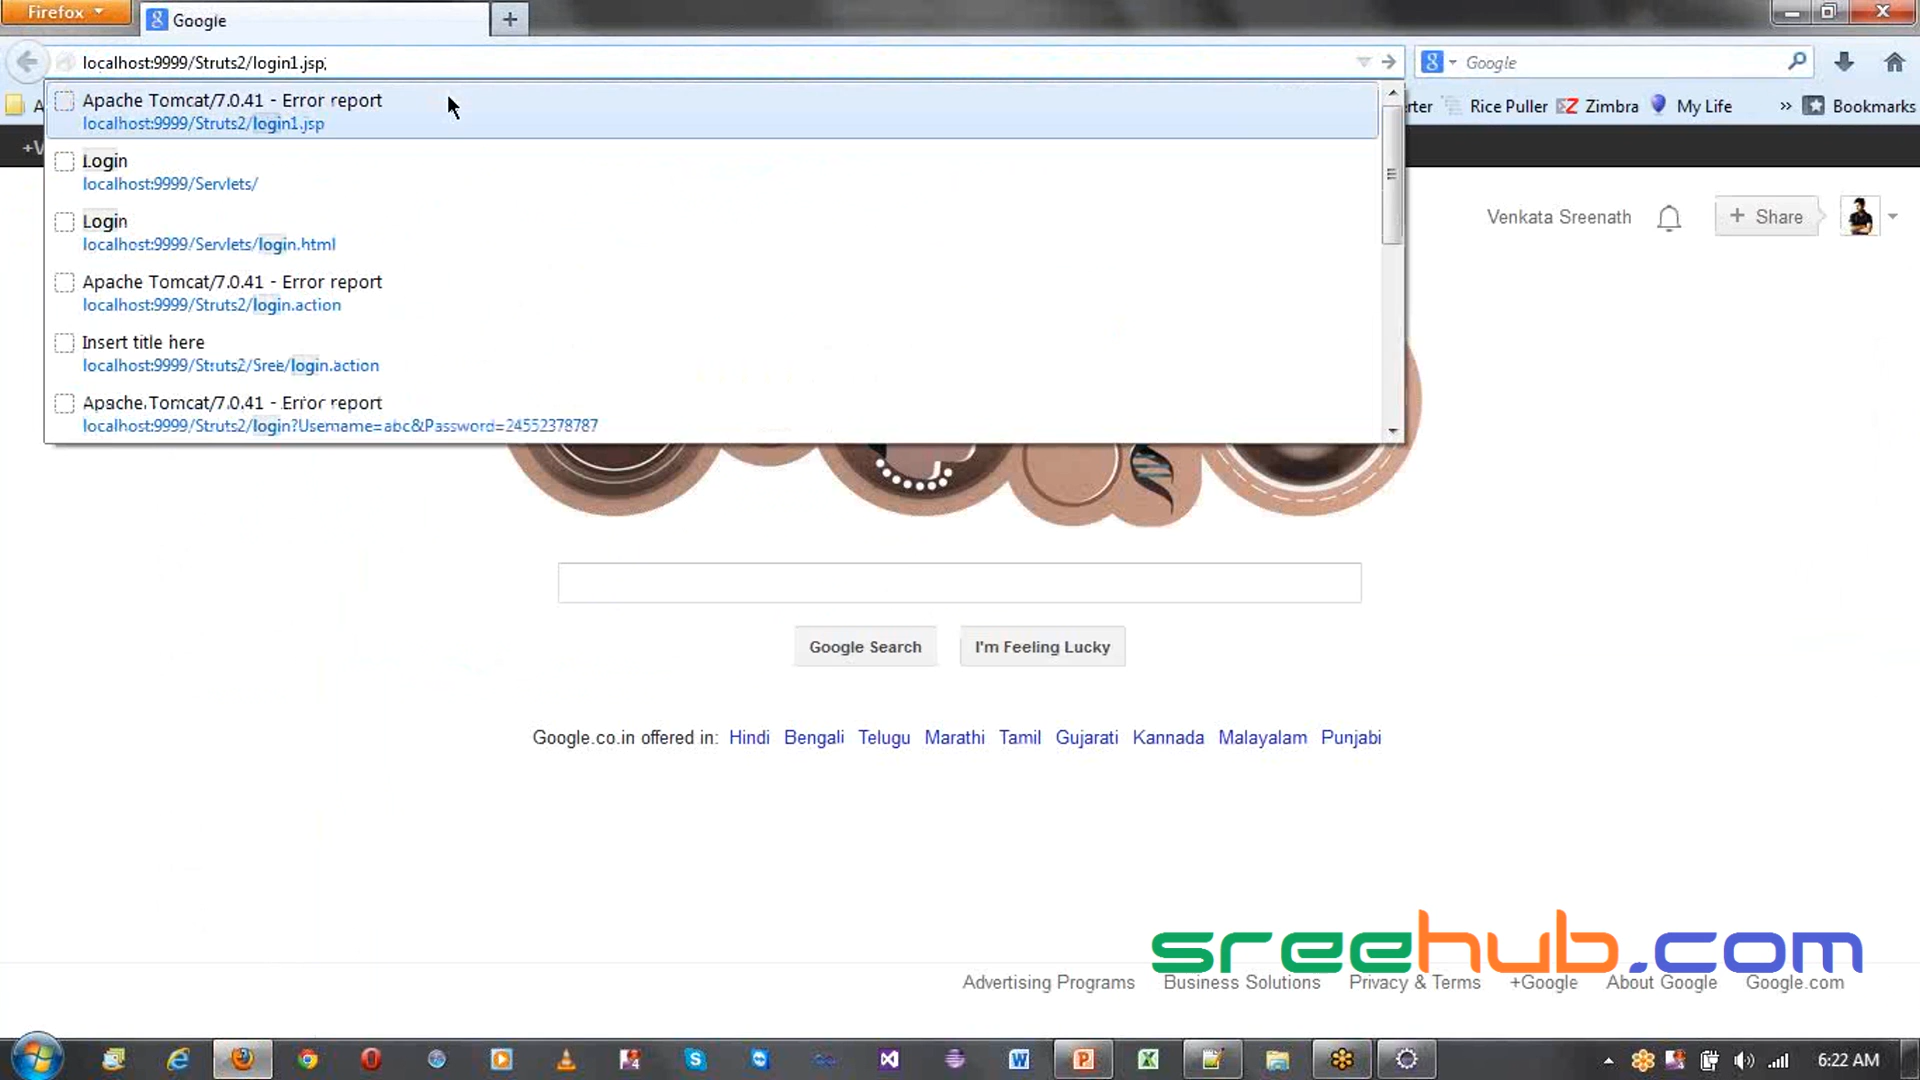 Firefox
Google
localhost:9999/Struts2/login1.jsp;
Google
A
rter
Rice Puller
Zimbra
My Life
»
Bookmarks
Apache Tomcat/7.0.41 - Error report
localhost:9999/Struts2/login1.jsp
+V
Login
localhost:9999/Servlets/
Login
localhost:9999/Servlets/login.html
Venkata Sreenath
+ Share
Apache Tomcat/7.0.41 - Error report
localhost:9999/Struts2/login.action
Insert title here
localhost:9999/Struts2/Sree/login.action
Apache Tomcat/7.0.41 - Error report
localhost:9999/Struts2/login?Username=abc&Password=24552378787
Google Search
I'm Feeling Lucky
Google.co.in offered in: Hindi Bengali Telugu Marathi Tamil Gujarati Kannada Malayalam Punjabi
sreehub.com
Advertising Programs Business Solutions Privacy & Terms +Google About Google Google.com
6:22 AM